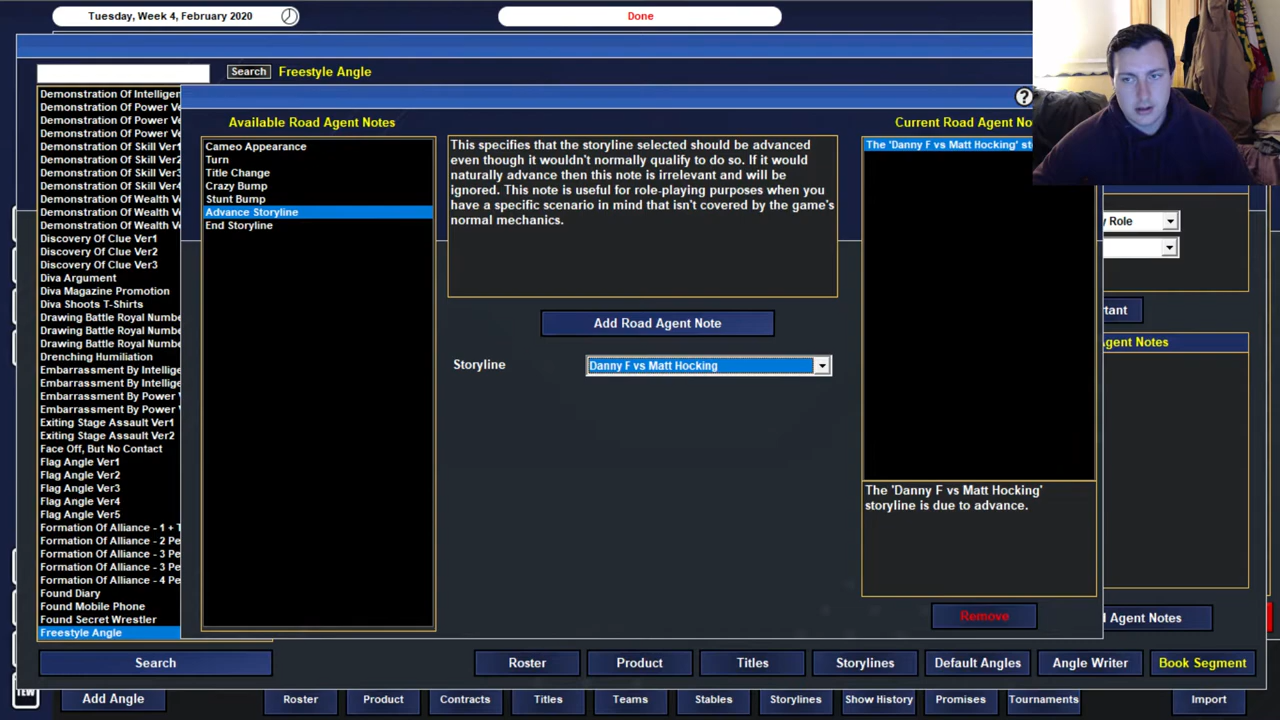 Tuesday, Week 4, February 2020
Done
Search
Freestyle Angle
Available Road Agent Notes
Current Road Agent No
Demonstration Of Intelligen
Demonstration Of Power Ve
Demonstration Of Power Ve
Demonstration Of Power Ve
Demonstration Of Skill Ver1
Demonstration Of Skill Ver2
Demonstration Of Skill Ver3
Demonstration Of Skill Ver4
Demonstration Of Wealth V
Demonstration Of Wealth V
Demonstration Of Wealth V
Discovery Of Clue Ver1
Discovery Of Clue Ver2
Discovery Of Clue Ver3
Diva Argument
Diva Magazine Promotion
Diva Shoots T-Shirts
Drawing Battle Royal Numbe
Drawing Battle Royal Numbe
Drawing Battle Royal Numbe
Drenching Humiliation
Embarrassment By Intellige
Embarrassment By Intellige
Embarrassment By Power V
Embarrassment By Power V
Exiting Stage Assault Ver1
Exiting Stage Assault Ver2
Face Off, But No Contact
Flag Angle Ver1
Flag Angle Ver2
Flag Angle Ver3
Flag Angle Ver4
Flag Angle Ver5
Formation Of Alliance - 1 + T
Formation Of Alliance - 2 Pe
Formation Of Alliance - 3 Pe
Formation Of Alliance - 3 Pe
Formation Of Alliance - 4 Pe
Found Diary
Found Mobile Phone
Found Secret Wrestler
Freestyle Angle
Cameo Appearance
Turn
Title Change
Crazy Bump
Stunt Bump
Advance Storyline
End Storyline
This specifies that the storyline selected should be advanced
even though it wouldn't normally qualify to do so. If it would
naturally advance then this note is irrelevant and will be
ignored. This note is useful for role-playing purposes when you
have a specific scenario in mind that isn't covered by the game's
normal mechanics.
Add Road Agent Note
Storyline
Danny F vs Matt Hocking
The 'Danny F vs Matt Hocking' sto
The 'Danny F vs Matt Hocking'
storyline is due to advance.
Remove
y Role
rtant
Agent Notes
d Agent Notes
Search
Roster
Product
Titles
Storylines
Default Angles
Angle Writer
Book Segment
TEW
Add Angle
Roster
Product
Contracts
Titles
Teams
Stables
Storylines
Show History
Promises
Tournaments
Import